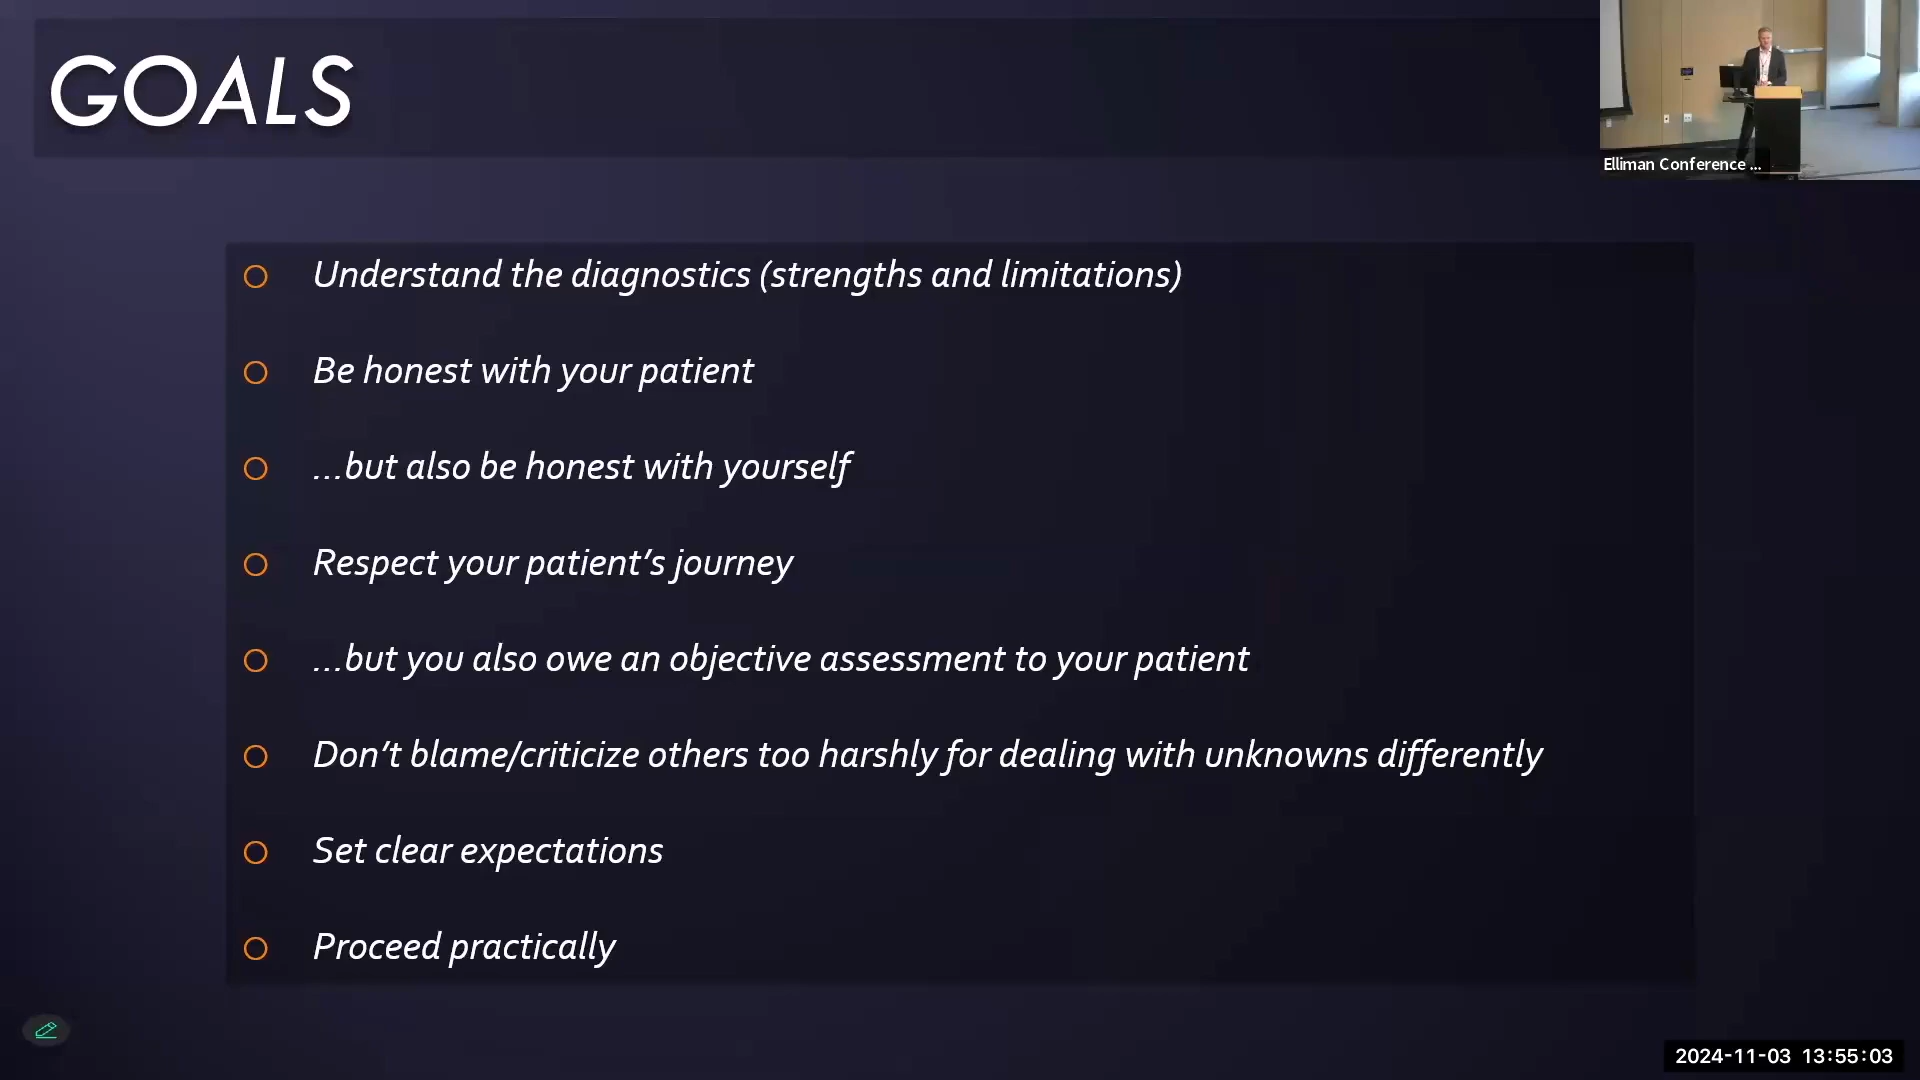 GOALS
Elliman Conference ...
Understand the diagnostics (strengths and limitations)
Be honest with your patient
...but also be honest with yourself
Respect your patient’s journey
...but you also owe an objective assessment to your patient
Don’t blame/criticize others too harshly for dealing with unknowns differently
Set clear expectations
Proceed practically
2024-11-03 13:55:03